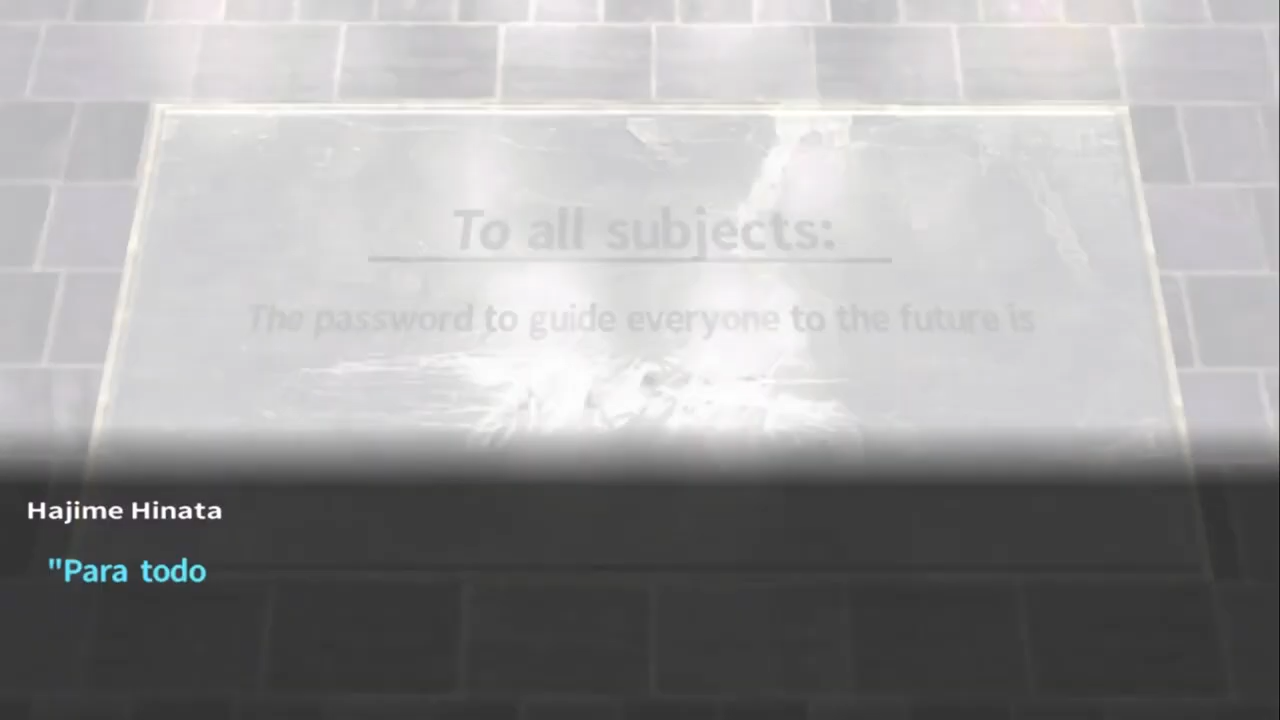 To all subjects:
The password to guide everyone to the future is
Hajime Hinata
"Para todo